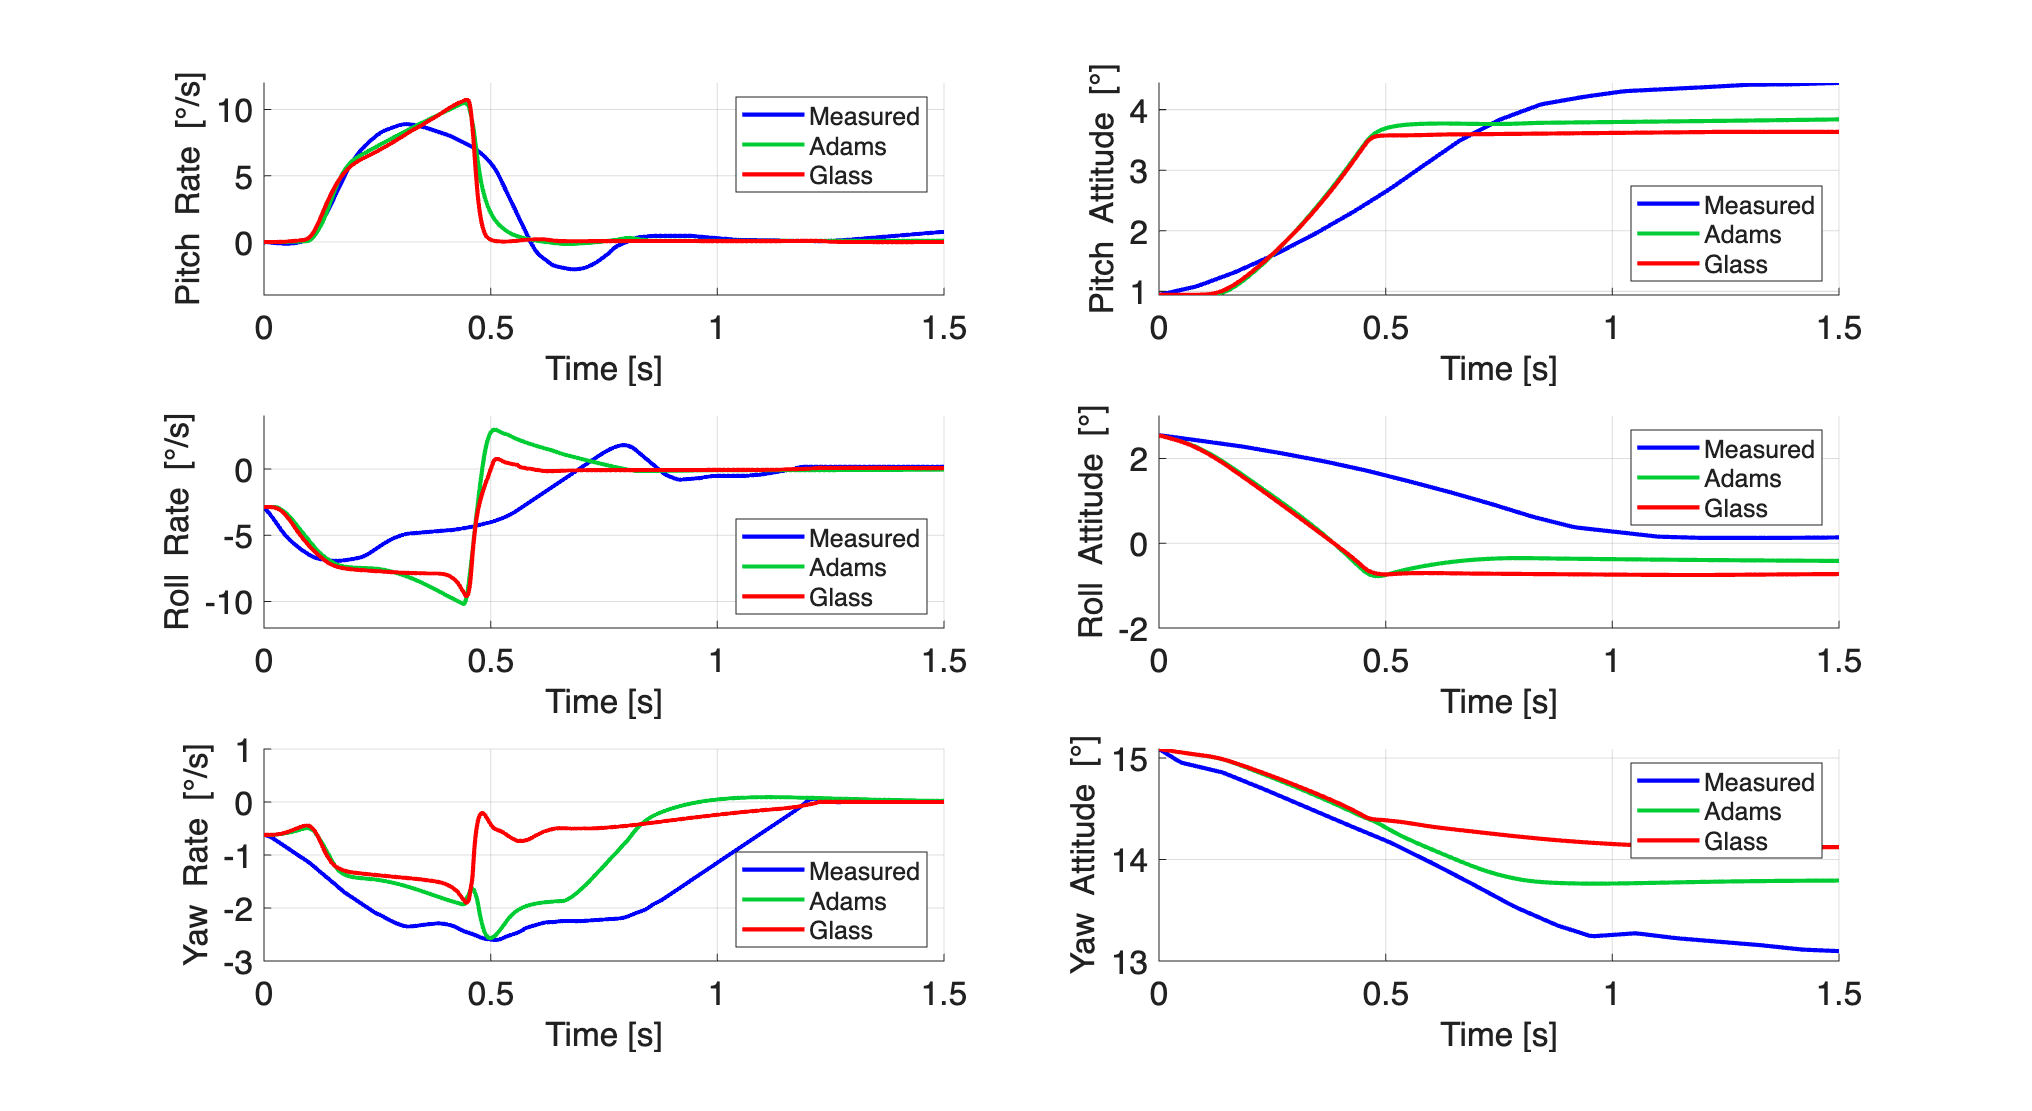 Pitch Rate [°/s]
10
5
0
Measured
Adams
Glass
0
0.5
1
1.5
Time [s]
Pitch Attitude [°]
4
3
2
1
Measured
Adams
Glass
0
0.5
1
1.5
Time [s]
Roll Rate [°/s]
0
-5
-10
Measured
Adams
Glass
0
0.5
1
1.5
Time [s]
Roll Attitude [°]
2
0
-2
Measured
Adams
Glass
0
0.5
1
1.5
Time [s]
Yaw Rate [°/s]
1
0
-1
-2
-3
Measured
Adams
Glass
0
0.5
1
1.5
Time [s]
Yaw Attitude [°]
15
14
13
Measured
Adams
Glass
0
0.5
1
1.5
Time [s]